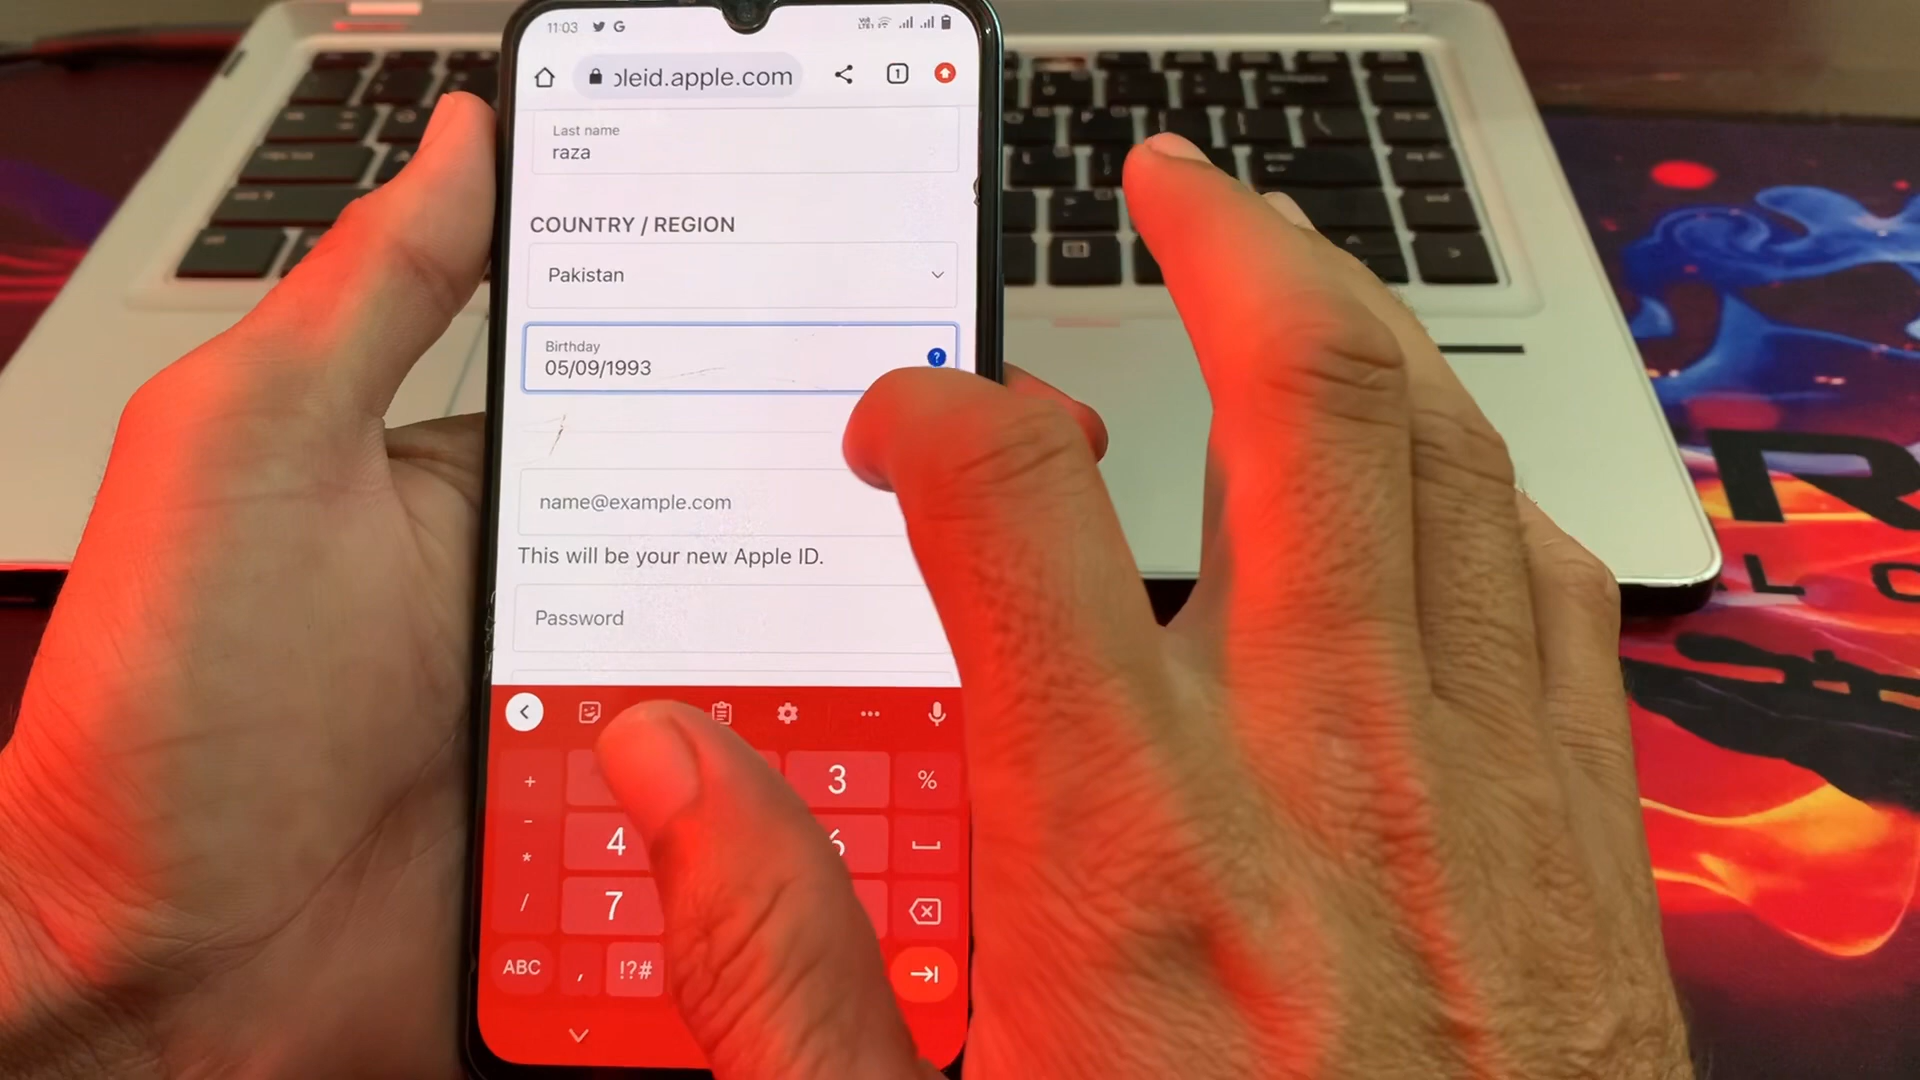 11:03 G
leid.apple.com 1
Last name
raza
COUNTRY / REGION
Pakistan
Birthday
05/09/1993
?
name@example.com
This will be your new Apple ID.
Password
+ 3 %
- 4 6
*
/ 7
ABC , !?#
R